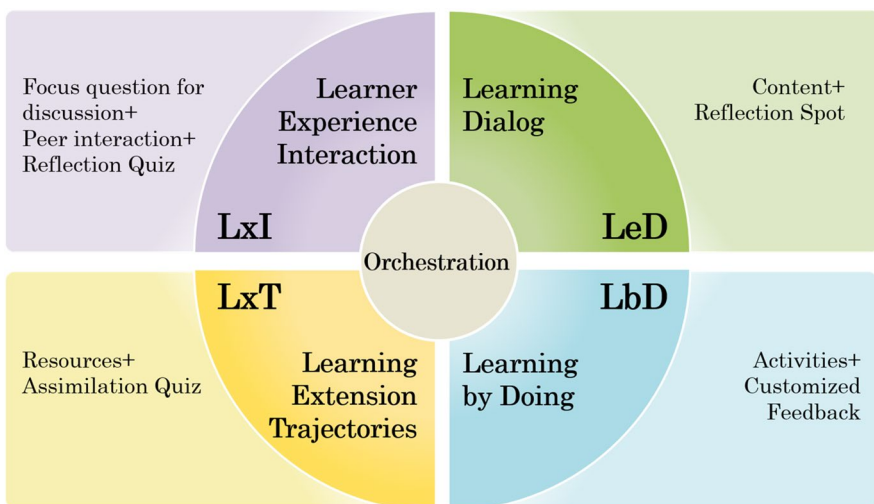 Focus question for
discussion+
Peer interaction+
Reflection Quiz
Learner
Experience
Interaction
LxI
Learning
Dialog
LeD
Content+
Reflection Spot
Orchestration
Resources+
Assimilation Quiz
LxT
Learning
Extension
Trajectories
LbD
Learning
by Doing
Activities+
Customized
Feedback